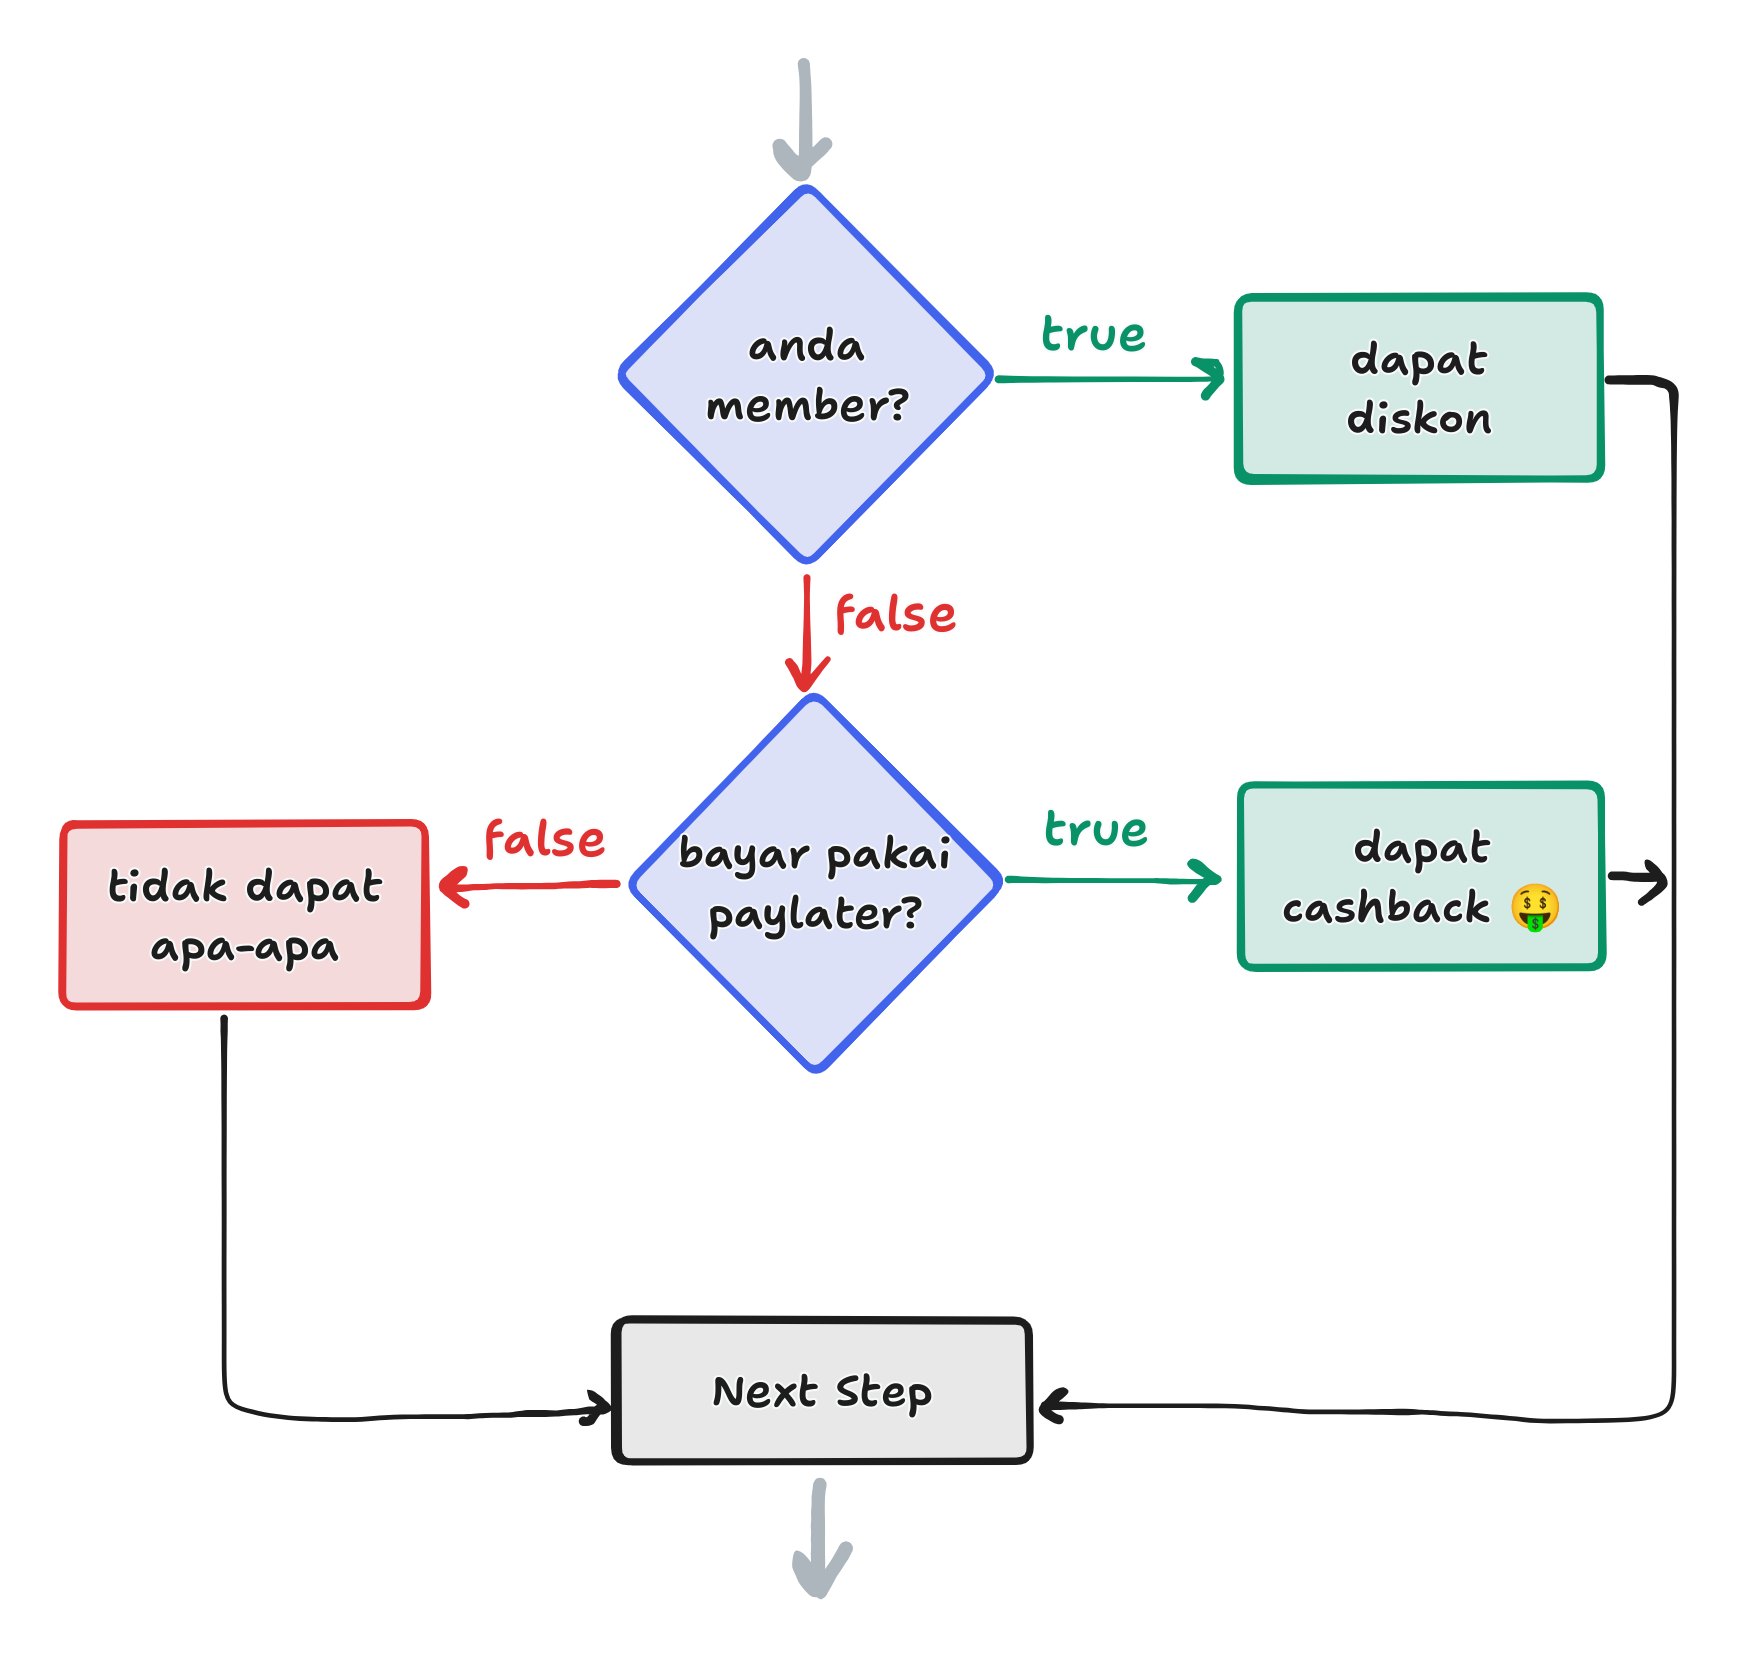 anda
member?
true
dapat
diskon
false
bayar pakai
paylater?
true
dapat
cashback 🤑
false
tidak dapat
apa-apa
Next Step